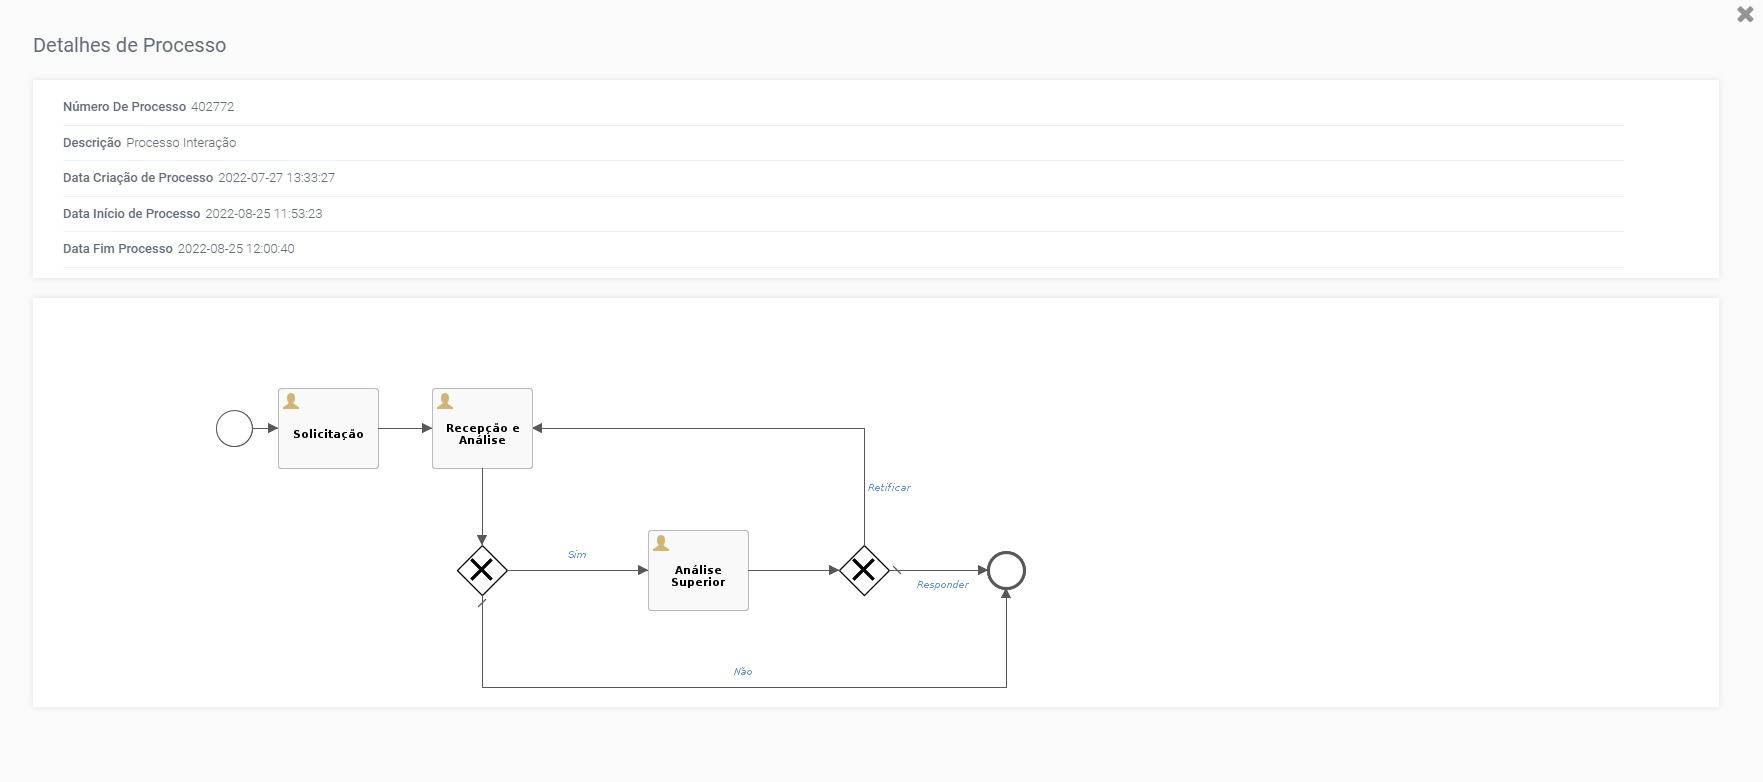 Detalhes de Processo
Número De Processo 402772
Descrição Processo Interação
Data Criação de Processo 2022-07-27 13:33:27
Data Início de Processo 2022-08-25 11:53:23
Data Fim Processo 2022-08-25 12:00:40
Solicitação
Recepção e
Análise
Retificar
Sim
Análise
Superior
Responder
Não